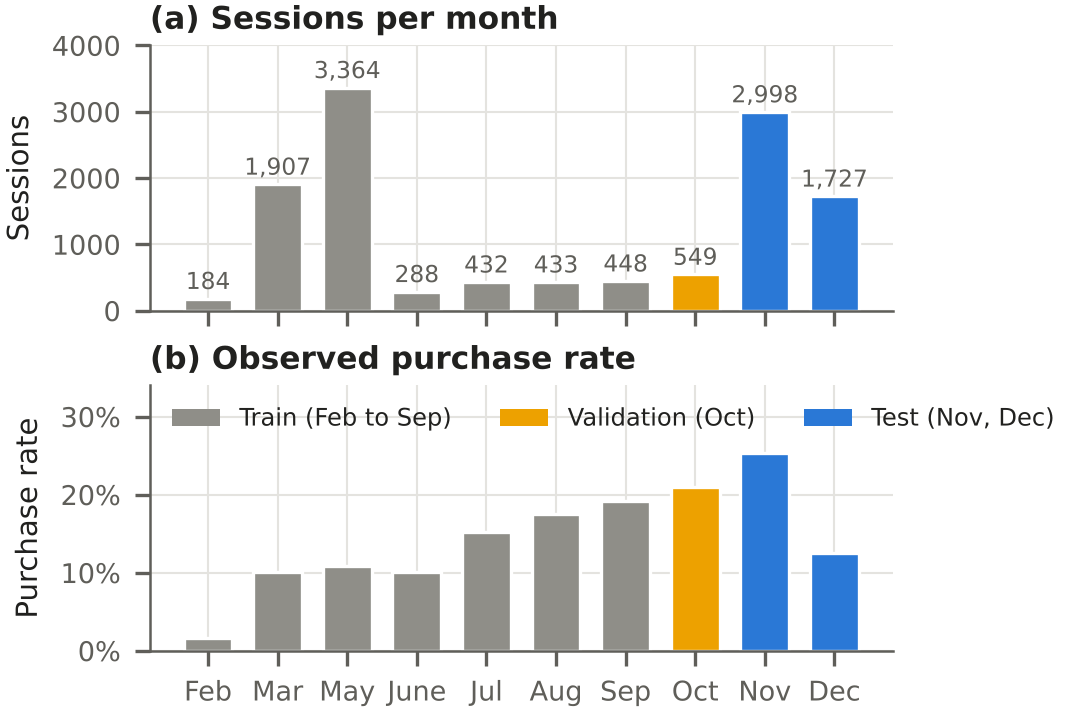 (a) Sessions per month
Sessions
4000
3000
2000
1000
0
184
1,907
3,364
288
432
433
448
549
2,998
1,727
(b) Observed purchase rate
Purchase rate
30%
20%
10%
0%
Train (Feb to Sep)
Validation (Oct)
Test (Nov, Dec)
Feb Mar May June Jul Aug Sep Oct Nov Dec